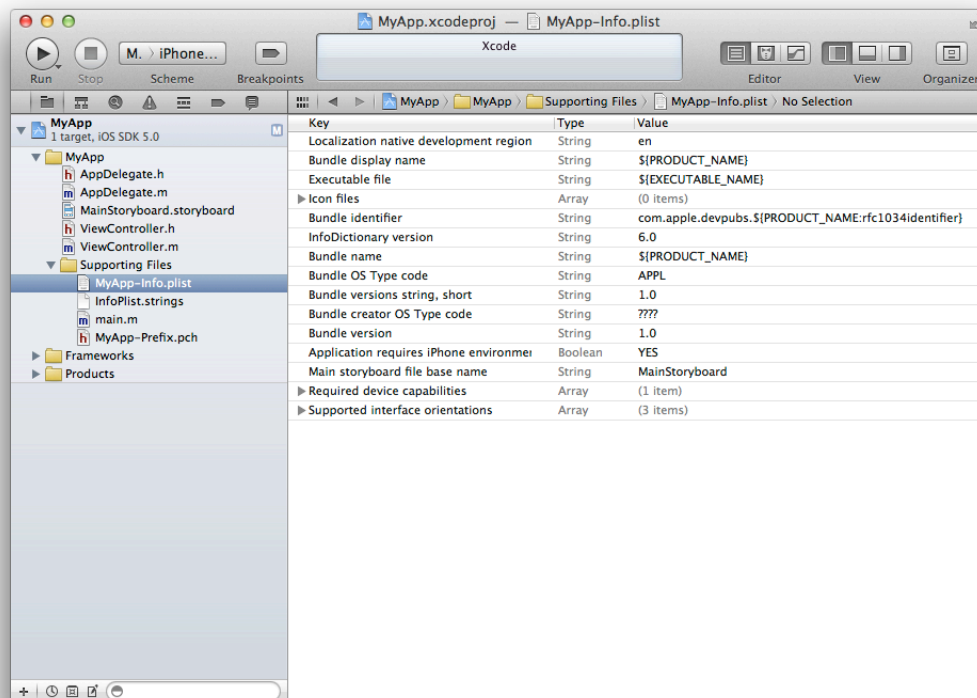 MyApp.xcodeproj — MyApp-Info.plist
M. 〉 iPhone...
Xcode
Run Stop Scheme Breakpoints Editor View Organizer
MyApp 〉 MyApp 〉 Supporting Files 〉 MyApp-Info.plist 〉 No Selection
MyApp M
1 target, iOS SDK 5.0
MyApp
h AppDelegate.h
m AppDelegate.m
MainStoryboard.storyboard
h ViewController.h
m ViewController.m
Supporting Files
MyApp-Info.plist
InfoPlist.strings
m main.m
h MyApp-Prefix.pch
Frameworks
Products
Key Type Value
Localization native development region String en
Bundle display name String ${PRODUCT_NAME}
Executable file String ${EXECUTABLE_NAME}
Icon files Array (0 items)
Bundle identifier String com.apple.devpubs.${PRODUCT_NAME:rfc1034identifier}
InfoDictionary version String 6.0
Bundle name String ${PRODUCT_NAME}
Bundle OS Type code String APPL
Bundle versions string, short String 1.0
Bundle creator OS Type code String ????
Bundle version String 1.0
Application requires iPhone environme Boolean YES
Main storyboard file base name String MainStoryboard
Required device capabilities Array (1 item)
Supported interface orientations Array (3 items)